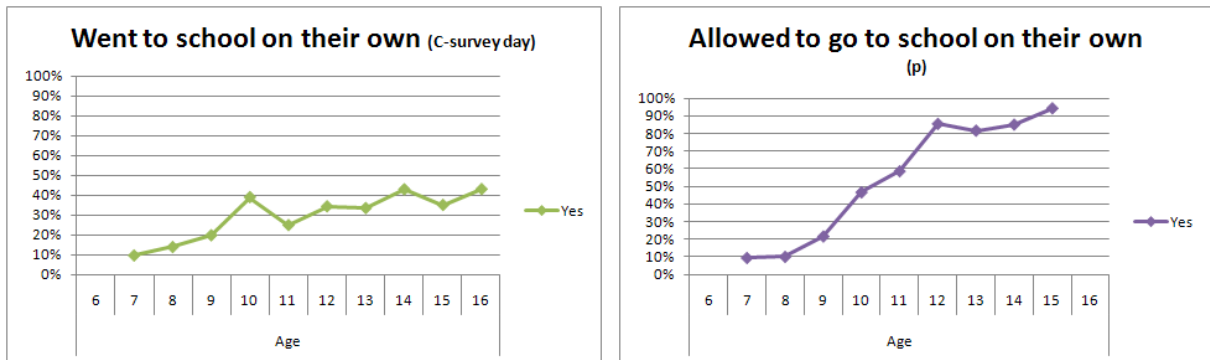 Went to school on their own (C-survey day)
100%
90%
80%
70%
60%
50%
40%
30%
20%
10%
0%
6 7 8 9 10 11 12 13 14 15 16
Age
Yes
Allowed to go to school on their own
(p)
100%
90%
80%
70%
60%
50%
40%
30%
20%
10%
0%
6 7 8 9 10 11 12 13 14 15 16
Age
Yes